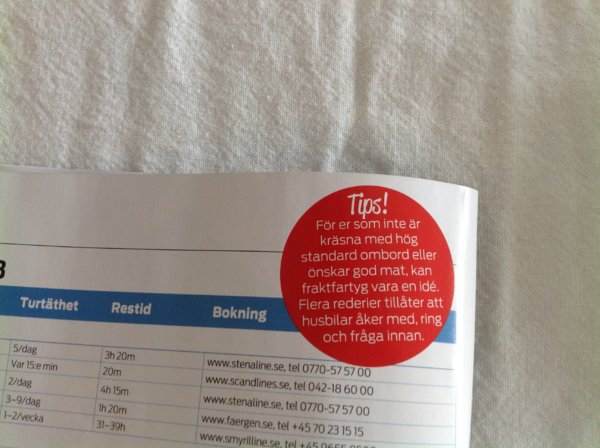 Tips!
För er som inte är
kräsna med hög
standard ombord eller
önskar god mat, kan
fraktfartyg vara en idé.
Flera rederier tillåter att
husbilar åker med, ring
och fråga innan.
Turtäthet Restid Bokning
5/dag 3h 20m www.stenaline.se, tel 0770-57 57 00
Var 15:e min 20m www.scandlines.se, tel 042-18 60 00
2/dag 4h 15m www.stenaline.se, tel 0770-57 57 00
3–9/dag 1h 20m www.faergen.se, tel +45 70 23 15 15
1–2/vecka 31–39h www.smyrilline.se, tel